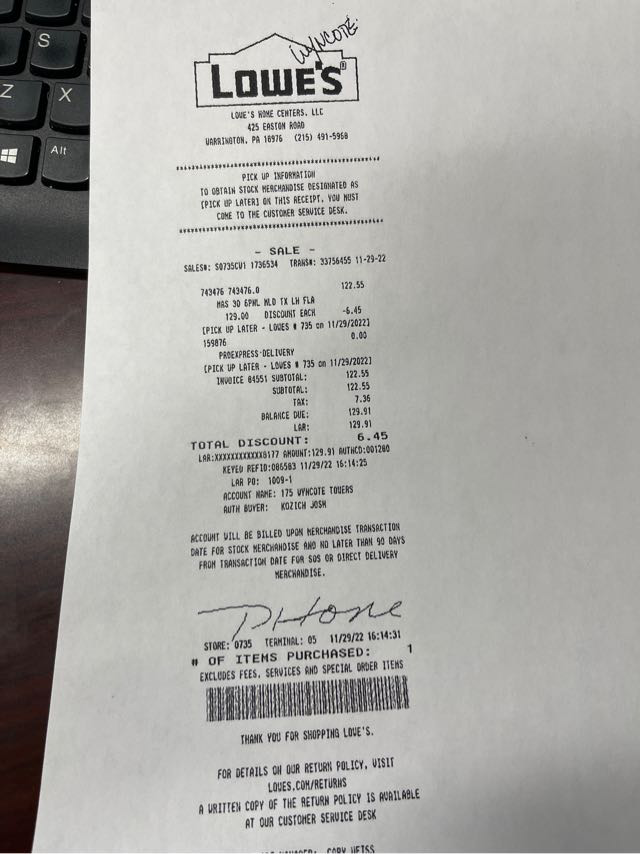 S
Z X
Alt
WYNCOTE
LOWE'S®
LOWE'S HOME CENTERS, LLC
425 EASTON ROAD
WARRINGTON, PA 18976 (215) 491-5968
PICK UP INFORMATION
TO OBTAIN STOCK MERCHANDISE DESIGNATED AS
[PICK UP LATER] ON THIS RECEIPT, YOU MUST
COME TO THE CUSTOMER SERVICE DESK.
- SALE -
SALES#: S0735CU1 1736534 TRANS#: 33756455 11-29-22
743476 743476.0 122.55
MAS 30 6PNL MLD TX LH FLA
129.00 DISCOUNT EACH -6.45
[PICK UP LATER - LOWES # 735 on 11/29/2022]
159876 0.00
PROEXPRESS-DELIVERY
[PICK UP LATER - LOWES # 735 on 11/29/2022]
INVOICE 84551 SUBTOTAL: 122.55
SUBTOTAL: 122.55
TAX: 7.36
BALANCE DUE: 129.91
LAR: 129.91
TOTAL DISCOUNT: 6.45
LAR:XXXXXXXXXXXX8177 AMOUNT:129.91 AUTHCD:001280
KEYED REFID:086583 11/29/22 16:14:25
LAR PO: 1009-1
ACCOUNT NAME: 175 WYNCOTE TOWERS
AUTH BUYER: KOZICH JOSH
ACCOUNT WILL BE BILLED UPON MERCHANDISE TRANSACTION
DATE FOR STOCK MERCHANDISE AND NO LATER THAN 90 DAYS
FROM TRANSACTION DATE FOR SOS OR DIRECT DELIVERY
MERCHANDISE.
PHone
STORE: 0735 TERMINAL: 05 11/29/22 16:14:31
# OF ITEMS PURCHASED: 1
EXCLUDES FEES, SERVICES AND SPECIAL ORDER ITEMS
THANK YOU FOR SHOPPING LOWE'S.
FOR DETAILS ON OUR RETURN POLICY, VISIT
LOWES.COM/RETURNS
A WRITTEN COPY OF THE RETURN POLICY IS AVAILABLE
AT OUR CUSTOMER SERVICE DESK